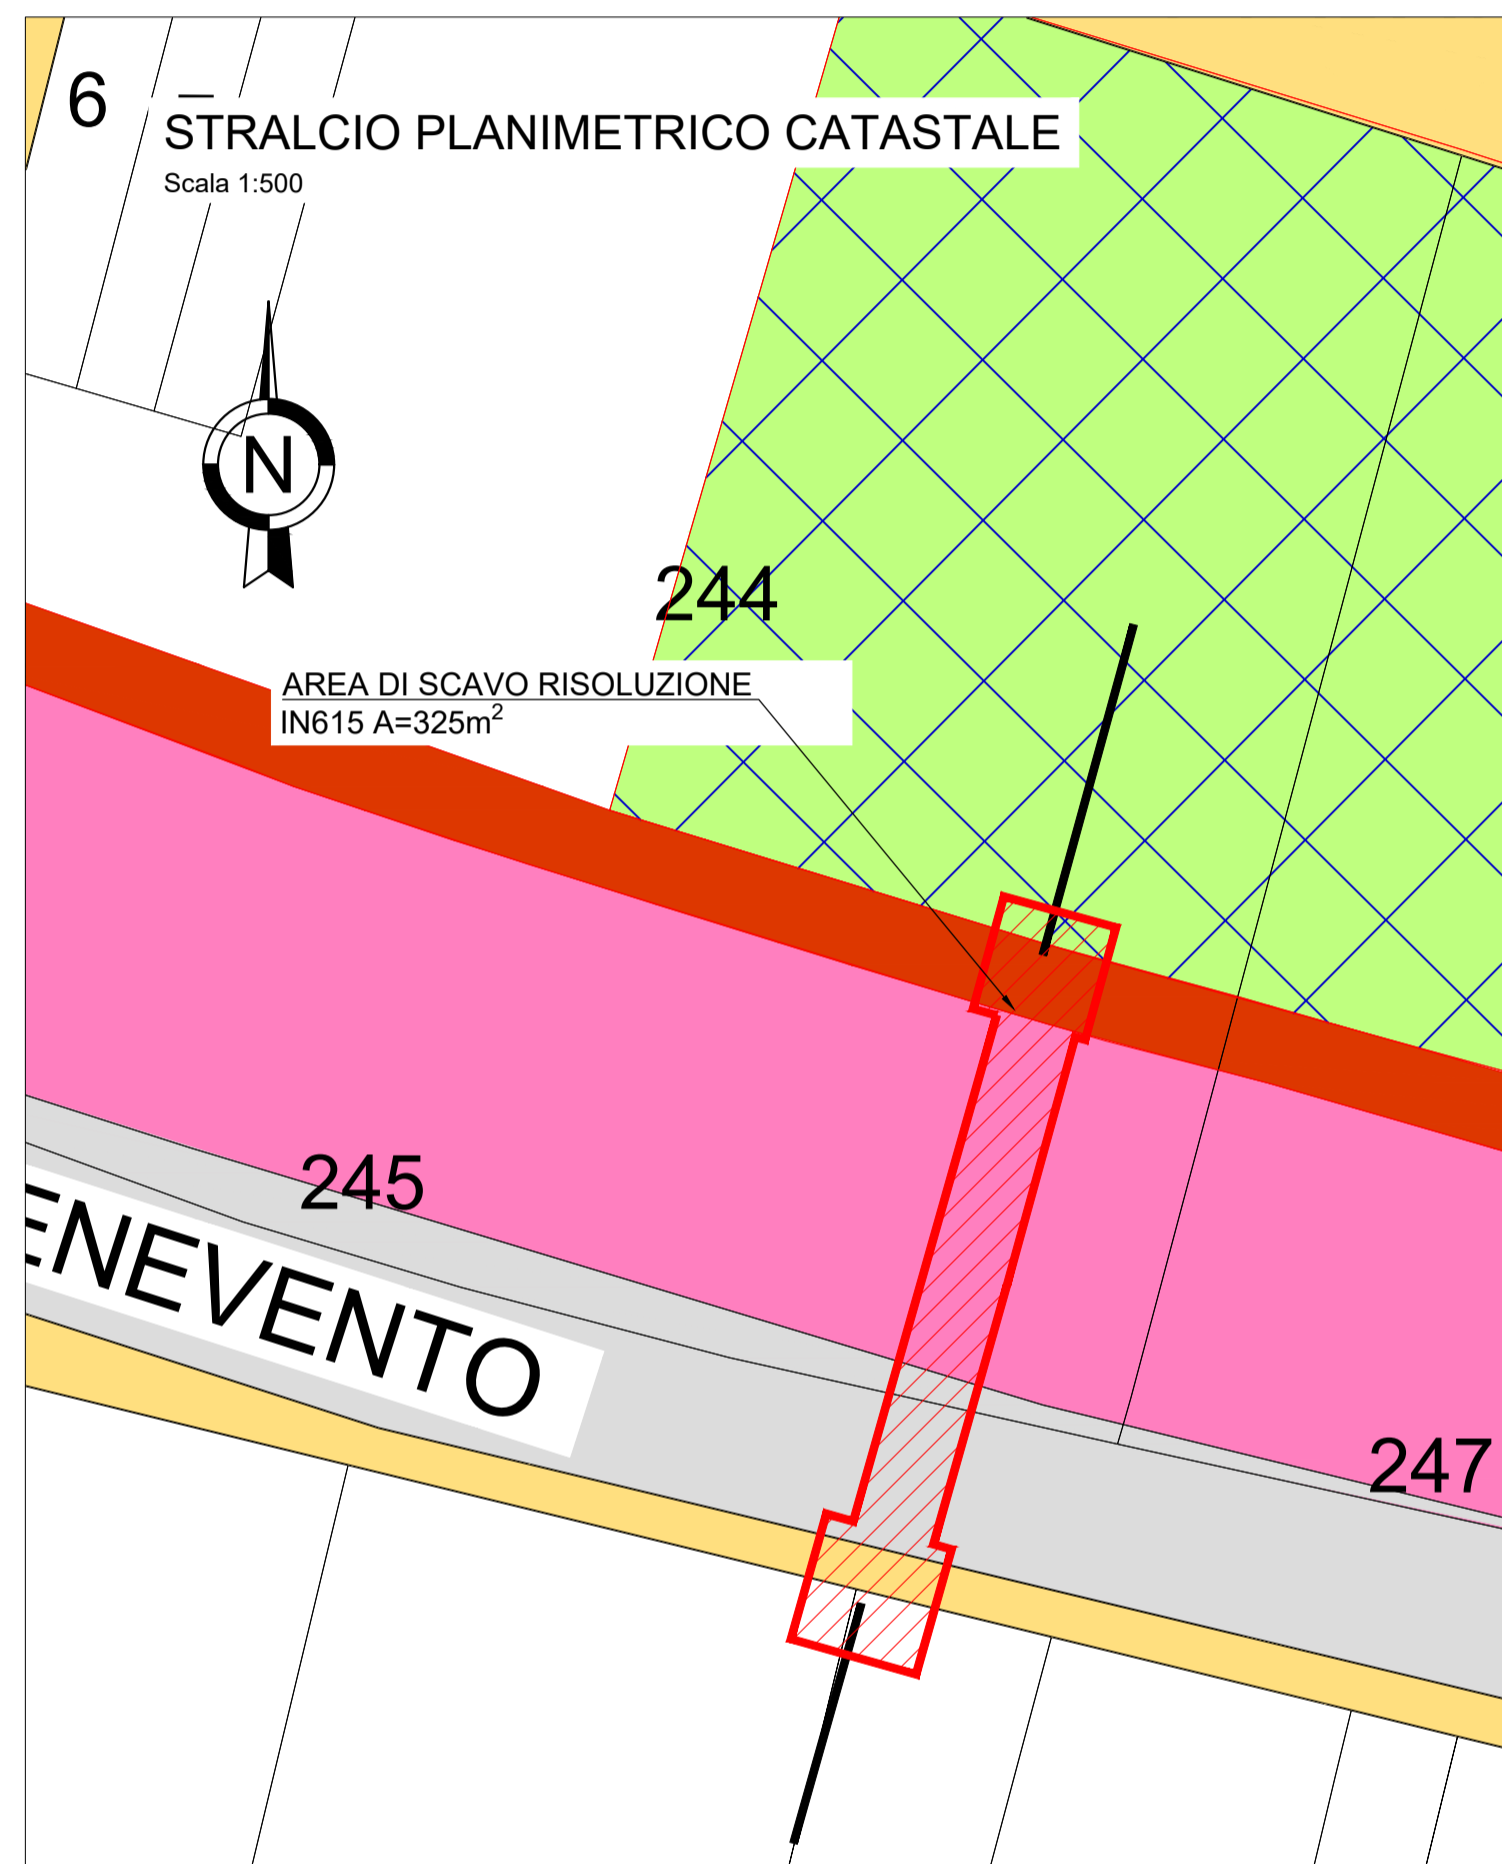 6
STRALCIO PLANIMETRICO CATASTALE
Scala 1:500
N
244
AREA DI SCAVO RISOLUZIONE
IN615 A=325m²
245
ENEVENTO
247